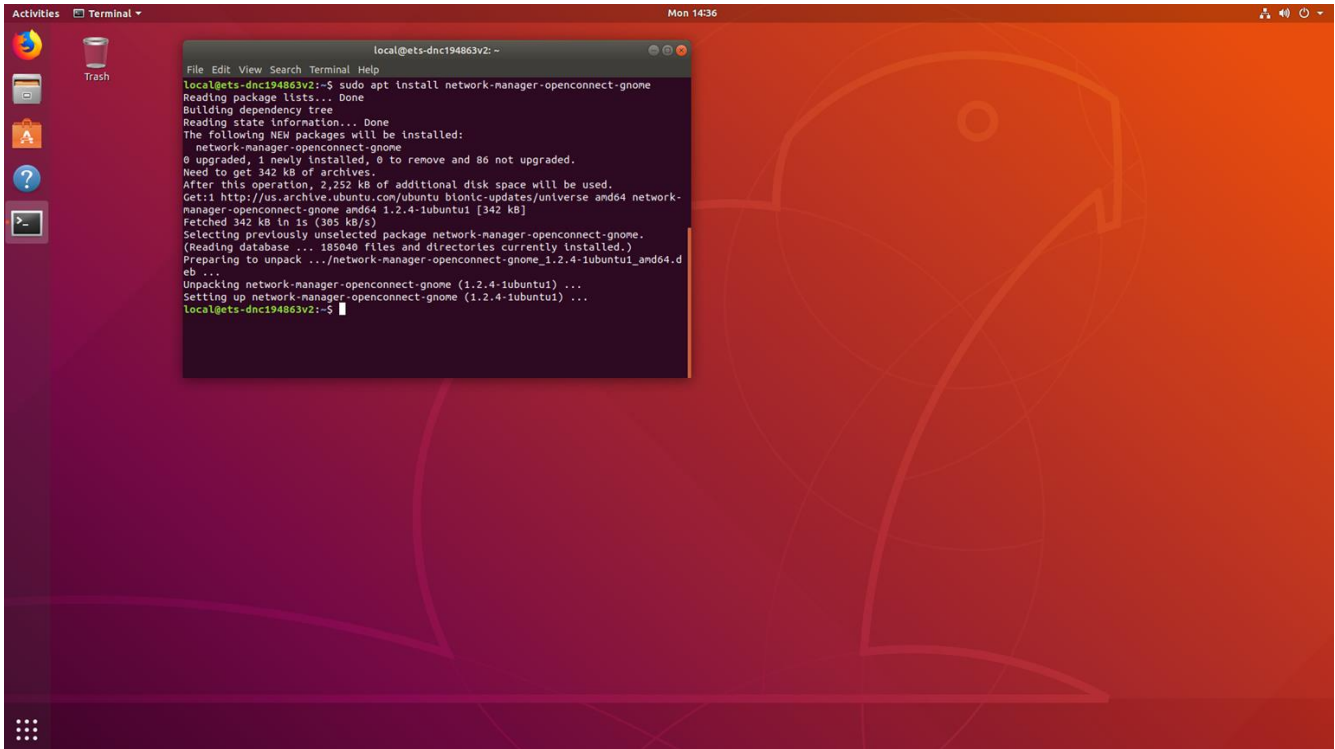 Activities Terminal Mon 14:36
Trash
local@ets-dnc194863v2: ~
File Edit View Search Terminal Help
local@ets-dnc194863v2:~$ sudo apt install network-manager-openconnect-gnome
Reading package lists... Done
Building dependency tree
Reading state information... Done
The following NEW packages will be installed:
  network-manager-openconnect-gnome
0 upgraded, 1 newly installed, 0 to remove and 86 not upgraded.
Need to get 342 kB of archives.
After this operation, 2,252 kB of additional disk space will be used.
Get:1 http://us.archive.ubuntu.com/ubuntu bionic-updates/universe amd64 network-
manager-openconnect-gnome amd64 1.2.4-1ubuntu1 [342 kB]
Fetched 342 kB in 1s (305 kB/s)
Selecting previously unselected package network-manager-openconnect-gnome.
(Reading database ... 185040 files and directories currently installed.)
Preparing to unpack .../network-manager-openconnect-gnome_1.2.4-1ubuntu1_amd64.d
eb ...
Unpacking network-manager-openconnect-gnome (1.2.4-1ubuntu1) ...
Setting up network-manager-openconnect-gnome (1.2.4-1ubuntu1) ...
local@ets-dnc194863v2:~$